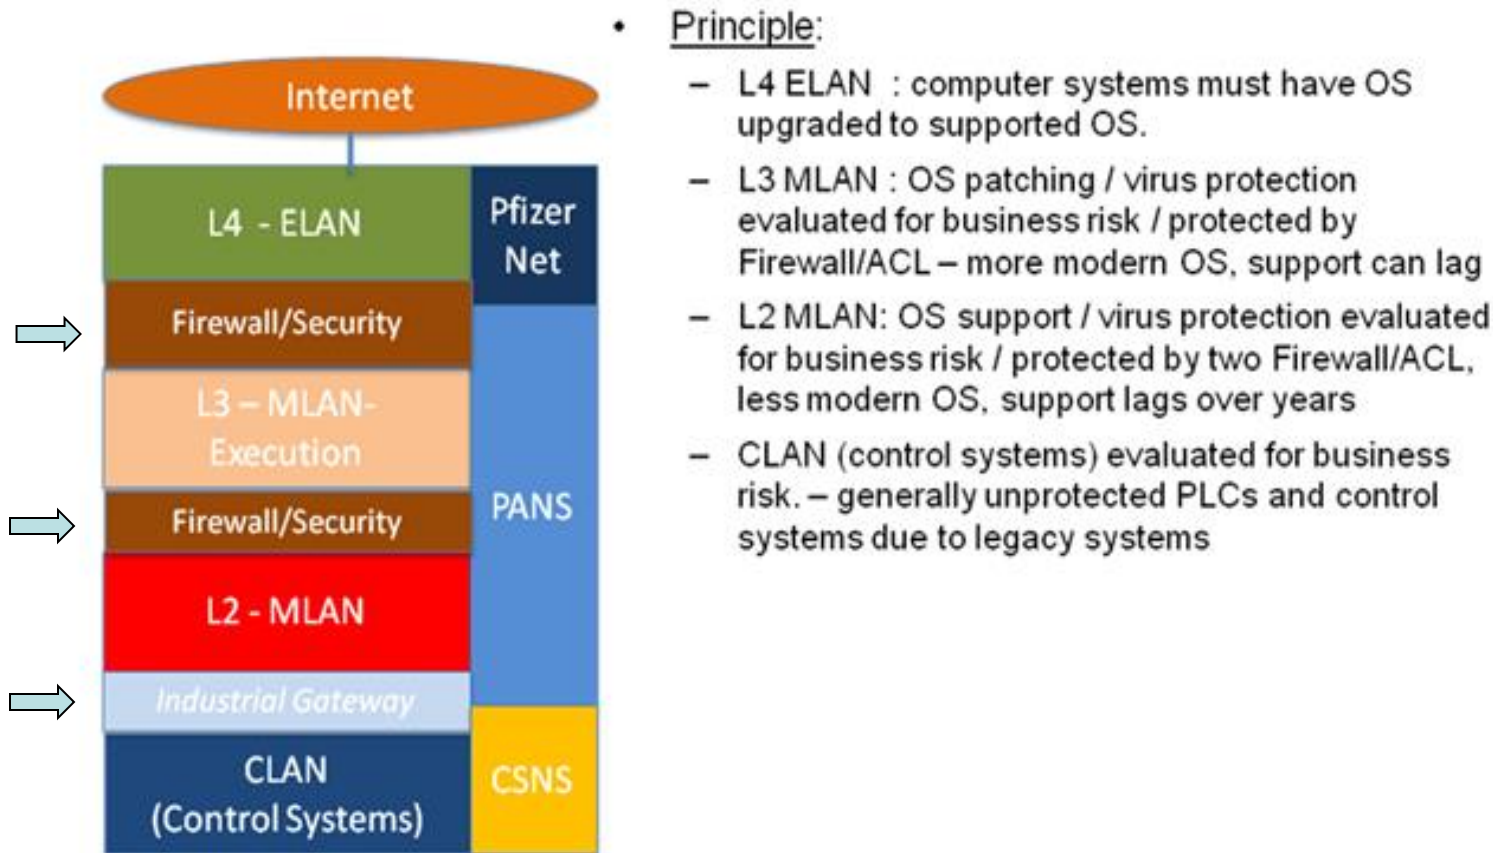 Internet
L4 - ELAN
Pfizer
Net
Firewall/Security
L3 – MLAN-
Execution
Firewall/Security
PANS
L2 - MLAN
Industrial Gateway
CLAN
(Control Systems)
CSNS
• Principle:
– L4 ELAN : computer systems must have OS
upgraded to supported OS.
– L3 MLAN : OS patching / virus protection
evaluated for business risk / protected by
Firewall/ACL – more modern OS, support can lag
– L2 MLAN: OS support / virus protection evaluated
for business risk / protected by two Firewall/ACL,
less modern OS, support lags over years
– CLAN (control systems) evaluated for business
risk. – generally unprotected PLCs and control
systems due to legacy systems